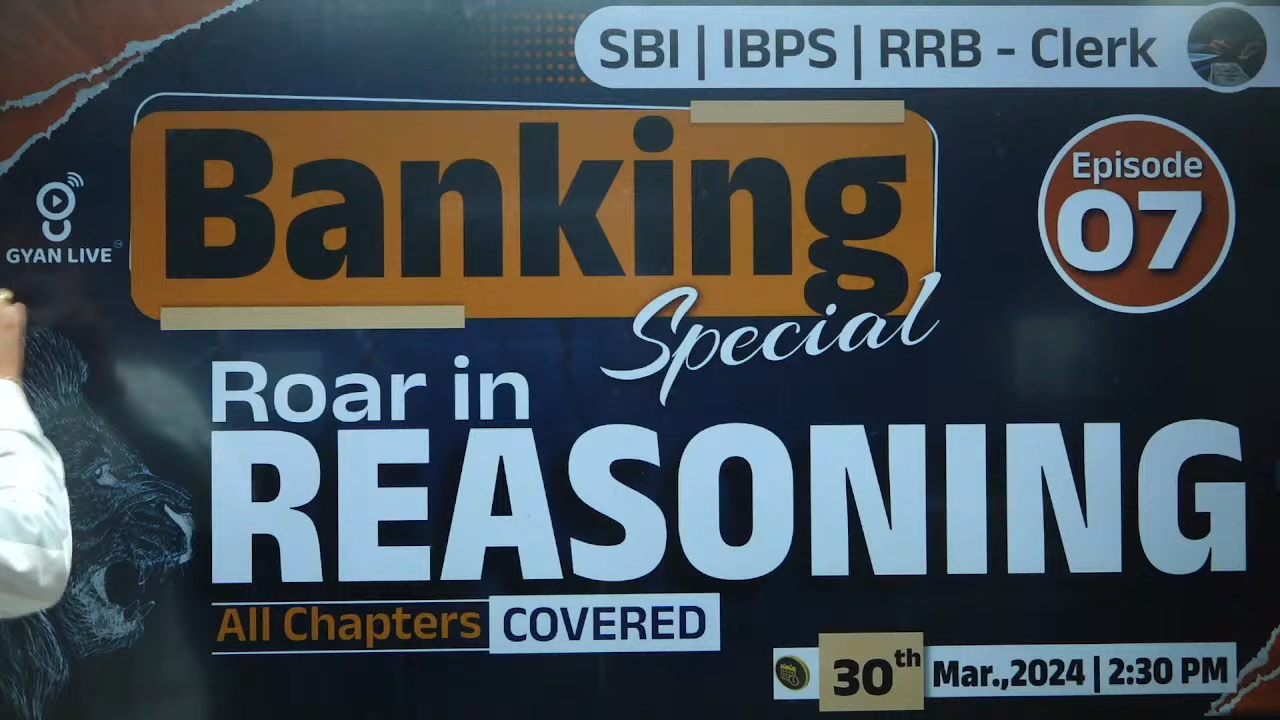 SBI | IBPS | RRB - Clerk
Banking
Special
Episode
07
GYAN LIVE
Roar in
REASONING
All Chapters COVERED
30th Mar.,2024 | 2:30 PM